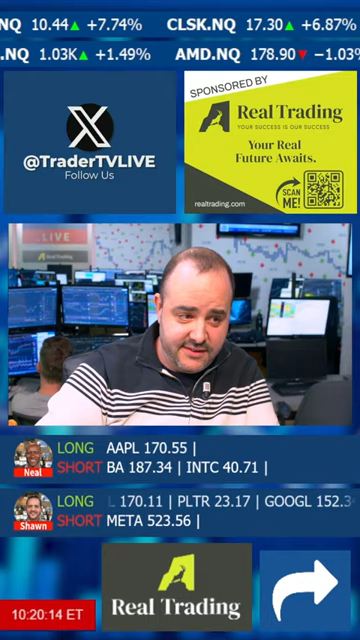 NQ 10.44▲ +7.74% CLSK.NQ 17.30▲ +6.87%
.NQ 1.03K▲ +1.49% AMD.NQ 178.90▼ −1.03%
@TraderTVLIVE
Follow Us
SPONSORED BY
Real Trading
YOUR SUCCESS IS OUR SUCCESS
Your Real
Future Awaits.
SCAN
ME!
realtrading.com
LIVE
Real Trading
LONG AAPL 170.55 |
SHORT BA 187.34 | INTC 40.71 |
Neal
LONG L 170.11 | PLTR 23.17 | GOOGL 152.3
SHORT META 523.56 |
Shawn
Real Trading
10:20:14 ET